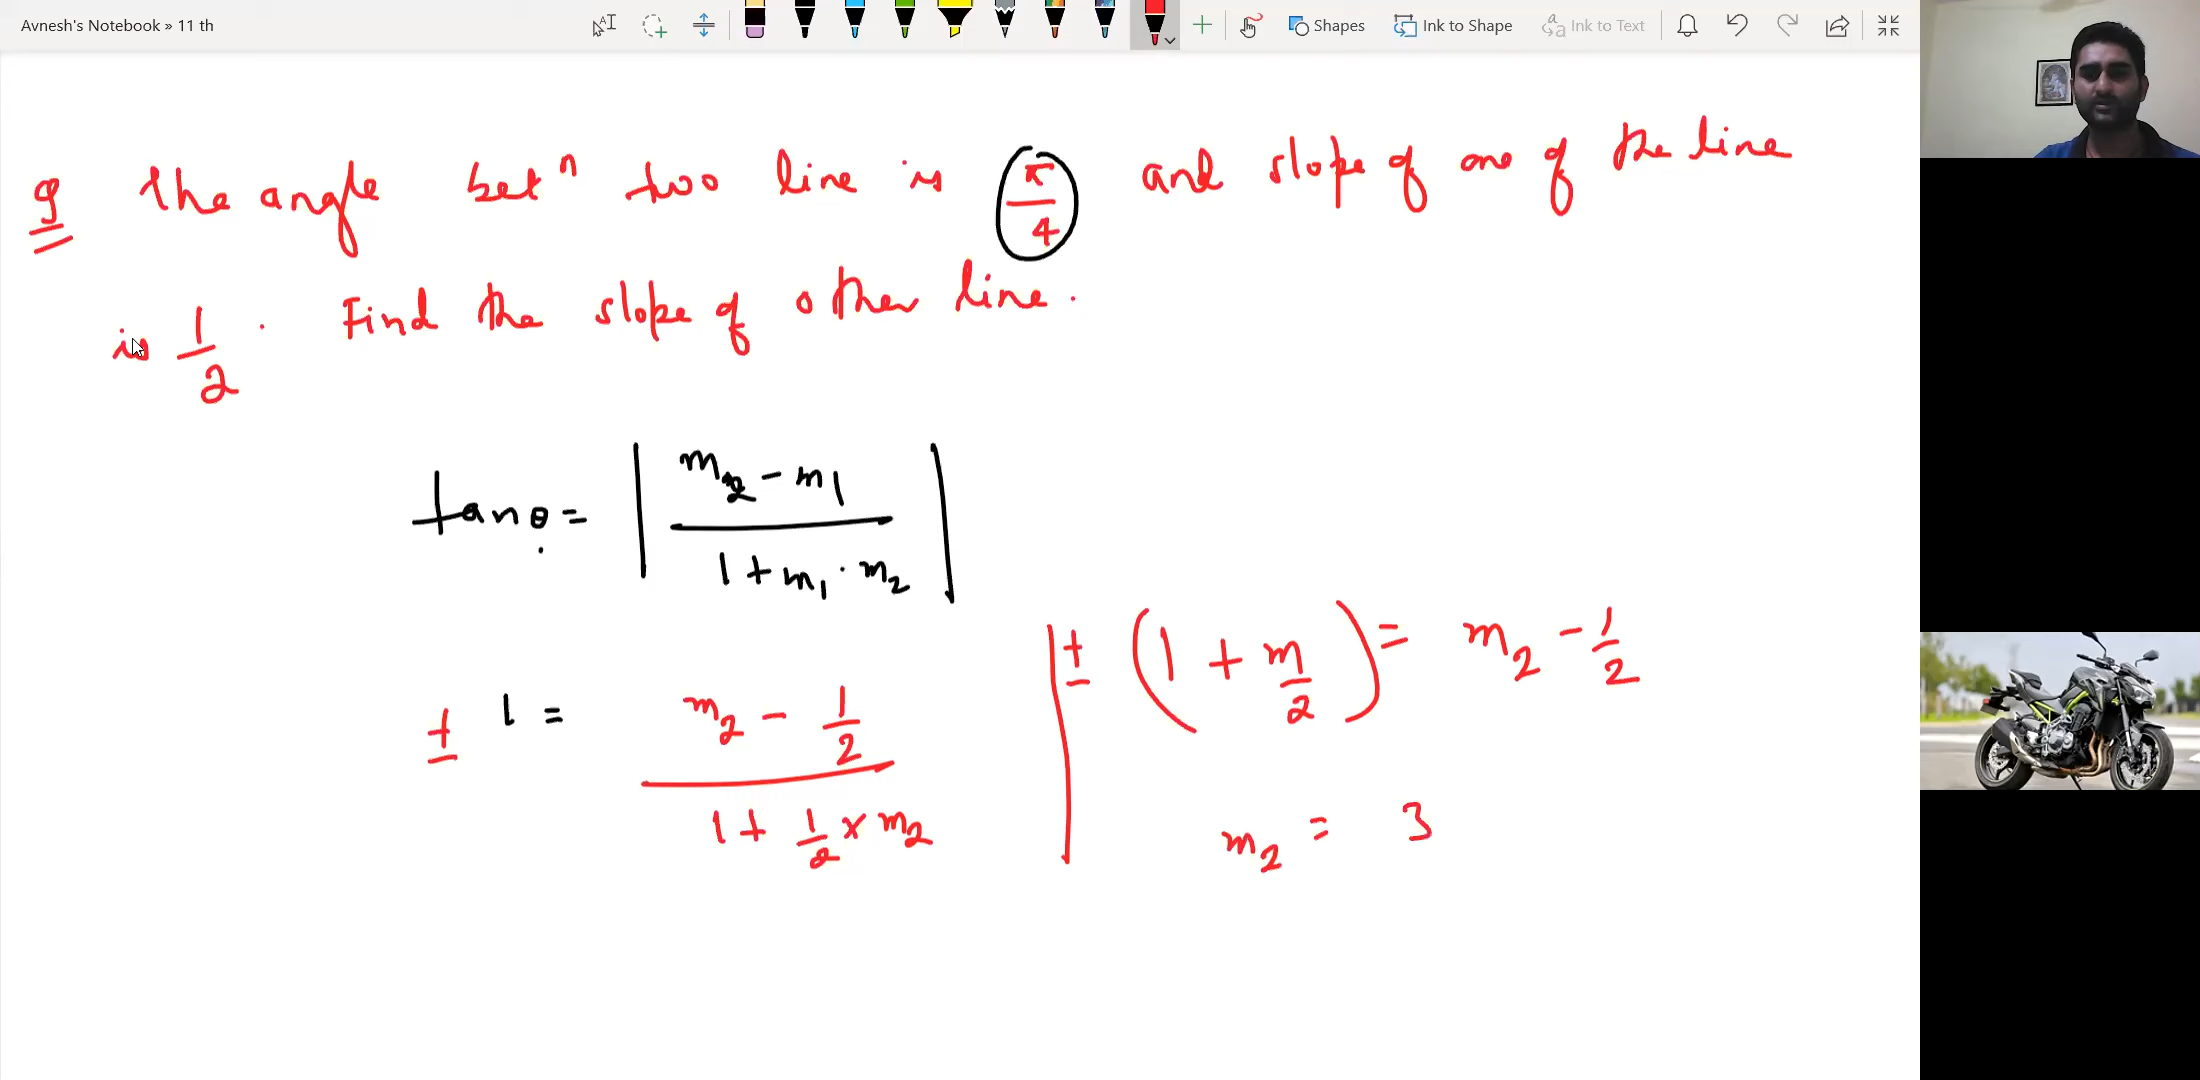 Avnesh's Notebook » 11 th
Shapes
Ink to Shape
Ink to Text
Q The angle betⁿ two line is π/4 and slope of one of the line
is 1/2 . Find the slope of other line .
tan θ = | (m₂ - m₁) / (1 + m₁ · m₂) |
± 1 = (m₂ - 1/2) / (1 + 1/2 × m₂)
± (1 + m/2) = m₂ - 1/2
m₂ = 3